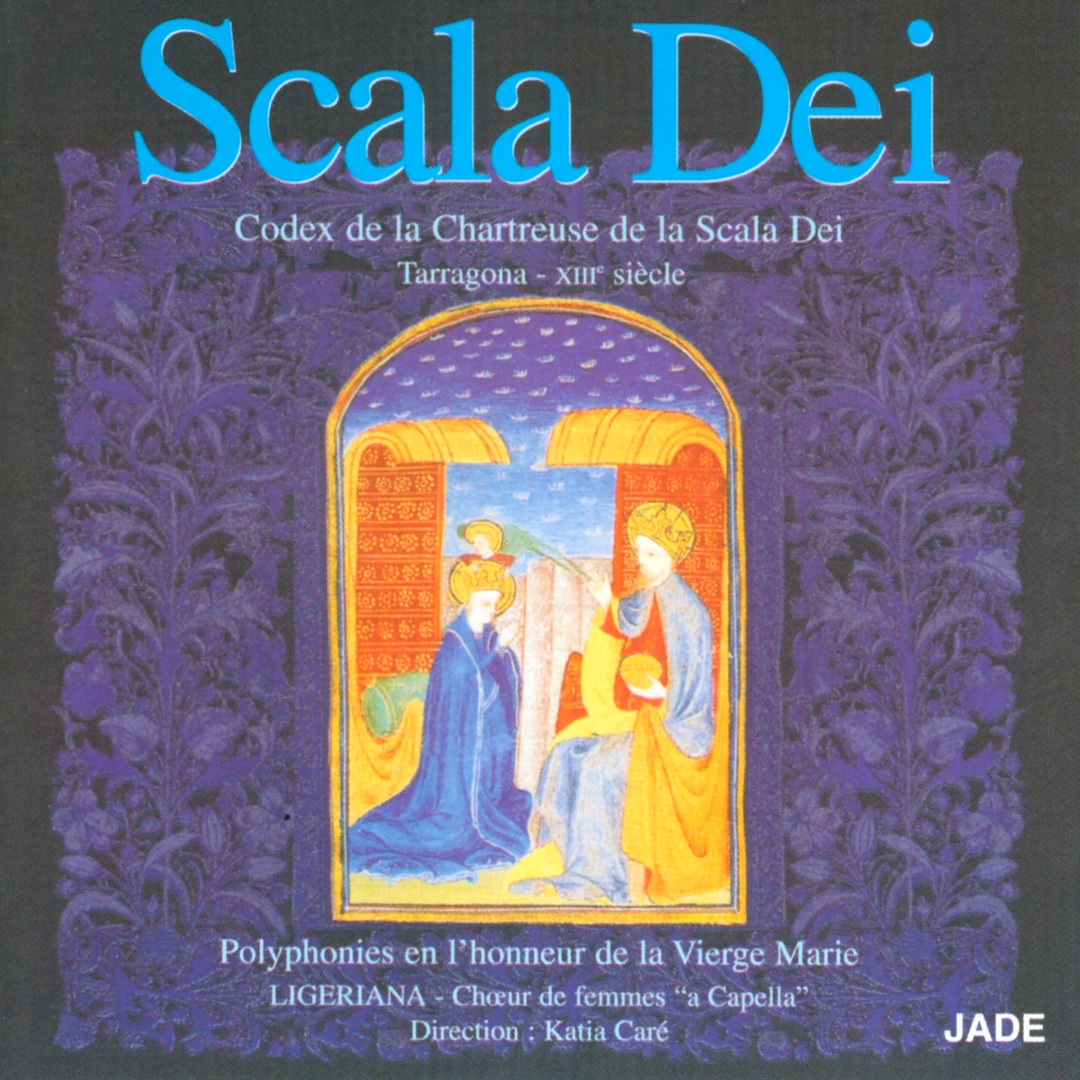 Scala Dei
Codex de la Chartreuse de la Scala Dei
Tarragona - XIIIe siècle
Polyphonies en l'honneur de la Vierge Marie
LIGERIANA - Chœur de femmes “a Capella”
Direction : Katia Caré
JADE